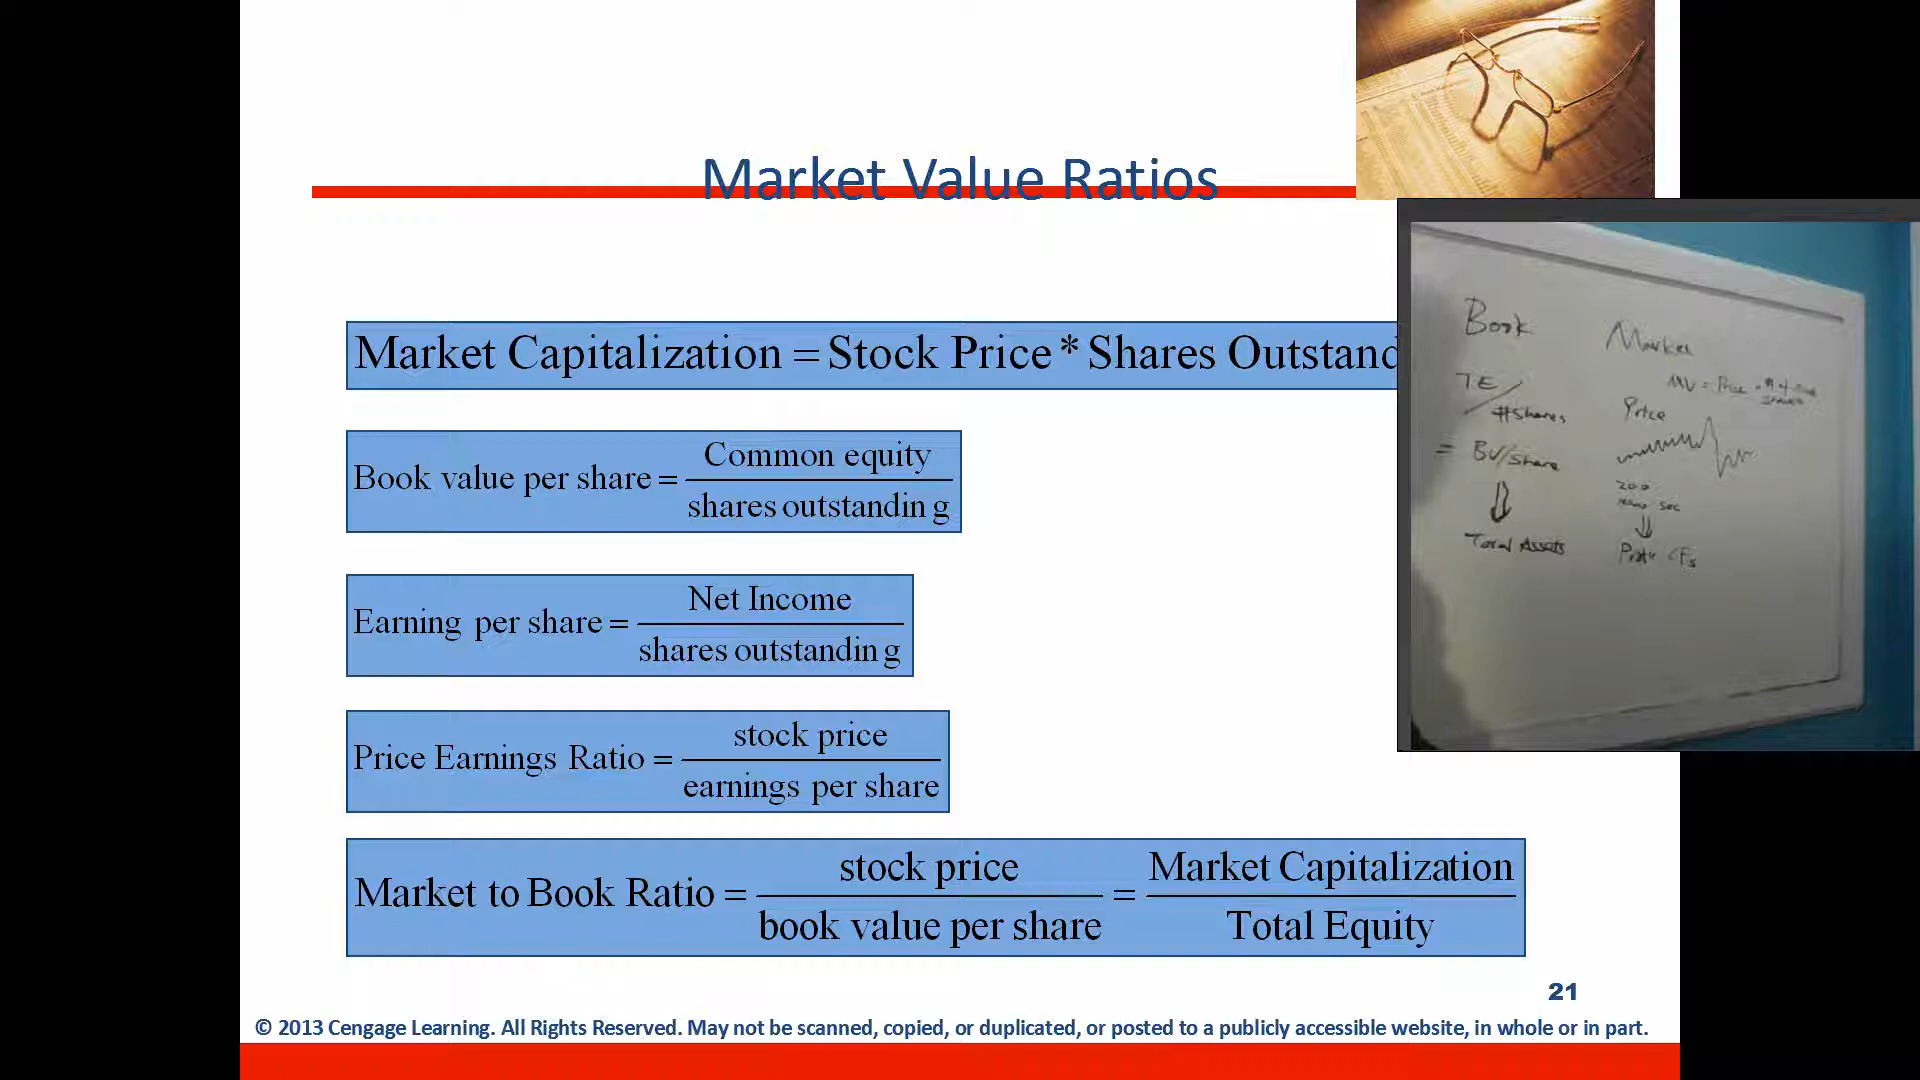 Market Value Ratios
Market Capitalization = Stock Price * Shares Outstand
Book value per share = Common equity
shares outstandin g
Earning per share = Net Income
shares outstandin g
Price Earnings Ratio = stock price
earnings per share
Market to Book Ratio = stock price = Market Capitalization
book value per share Total Equity
21
© 2013 Cengage Learning. All Rights Reserved. May not be scanned, copied, or duplicated, or posted to a publicly accessible website, in whole or in part.
Book
TE/
#Shares
= BV/Share
Total Assets
Market
MV = Price
Price
sec
CFs